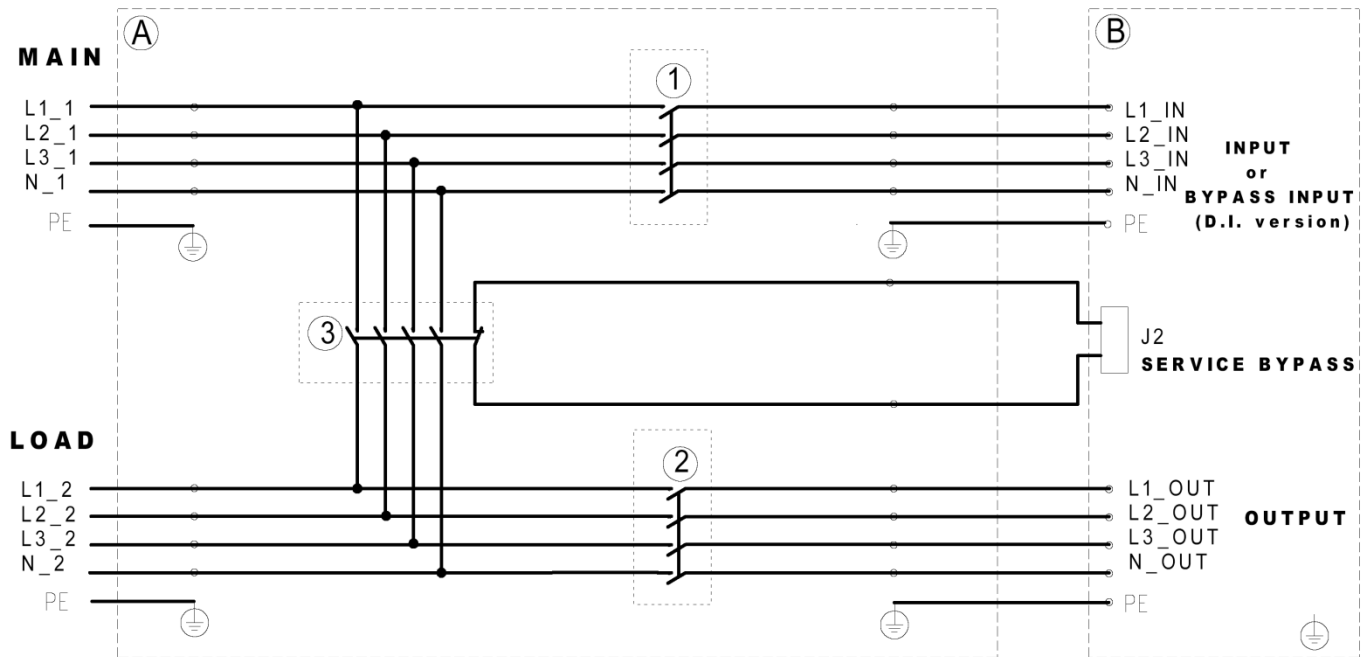 A
B
MAIN
1
L1_1
L2_1
L3_1
N_1
PE
L1_IN
L2_IN
L3_IN
N_IN
PE
INPUT
or
BYPASS INPUT
(D.I. version)
3
J2
SERVICE BYPASS
LOAD
2
L1_2
L2_2
L3_2
N_2
PE
L1_OUT
L2_OUT
L3_OUT
N_OUT
PE
OUTPUT